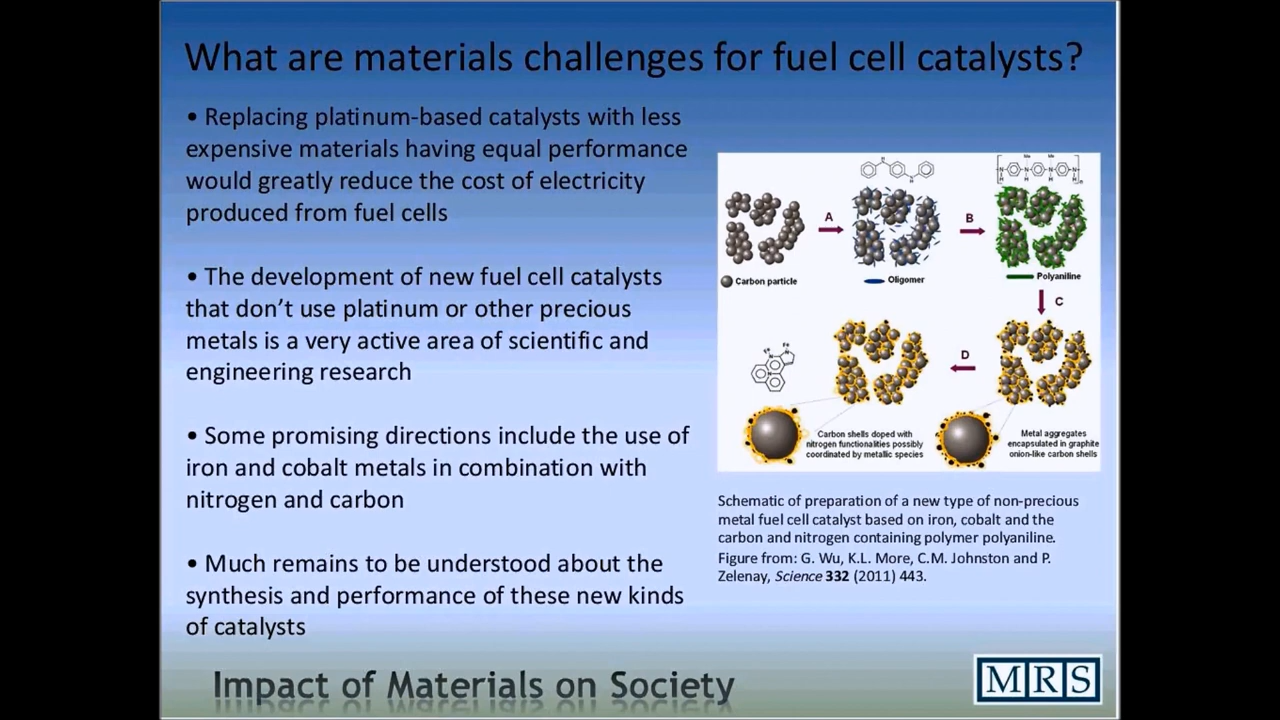 What are materials challenges for fuel cell catalysts?
• Replacing platinum-based catalysts with less
expensive materials having equal performance
would greatly reduce the cost of electricity
produced from fuel cells
• The development of new fuel cell catalysts
that don't use platinum or other precious
metals is a very active area of scientific and
engineering research
• Some promising directions include the use of
iron and cobalt metals in combination with
nitrogen and carbon
• Much remains to be understood about the
synthesis and performance of these new kinds
of catalysts
A
B
Carbon particle
Oligomer
Polyaniline
C
D
Carbon shells doped with
nitrogen functionalities possibly
coordinated by metallic species
Metal aggregates
encapsulated in graphite
onion-like carbon shells
Schematic of preparation of a new type of non-precious
metal fuel cell catalyst based on iron, cobalt and the
carbon and nitrogen containing polymer polyaniline.
Figure from: G. Wu, K.L. More, C.M. Johnston and P.
Zelenay, Science 332 (2011) 443.
Impact of Materials on Society
MRS